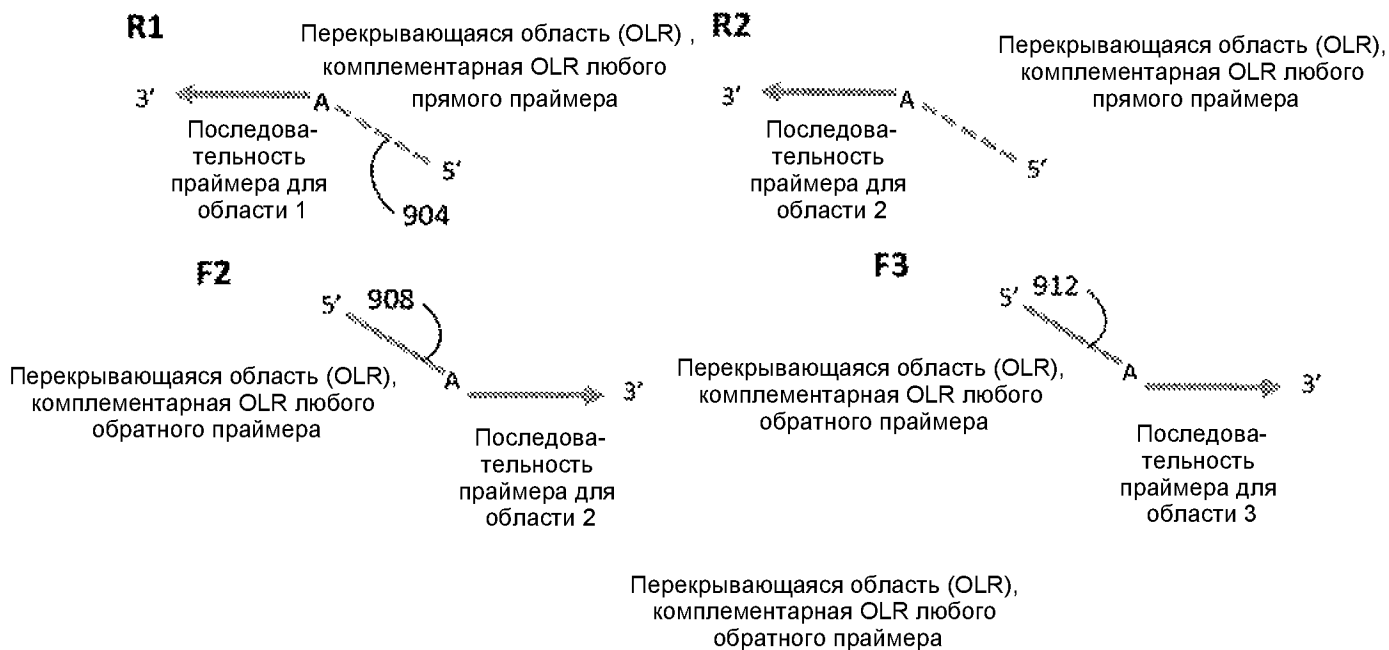 R1
Перекрывающаяся область (OLR) ,
комплементарная OLR любого
прямого праймера
3'
A
5'
Последова-
тельность
праймера для
области 1
904
R2
Перекрывающаяся область (OLR),
комплементарная OLR любого
прямого праймера
3'
A
5'
Последова-
тельность
праймера для
области 2
F2
5'
908
A
3'
Перекрывающаяся область (OLR),
комплементарная OLR любого
обратного праймера
Последова-
тельность
праймера для
области 2
F3
5'
912
A
3'
Перекрывающаяся область (OLR),
комплементарная OLR любого
обратного праймера
Последова-
тельность
праймера для
области 3
Перекрывающаяся область (OLR),
комплементарная OLR любого
обратного праймера